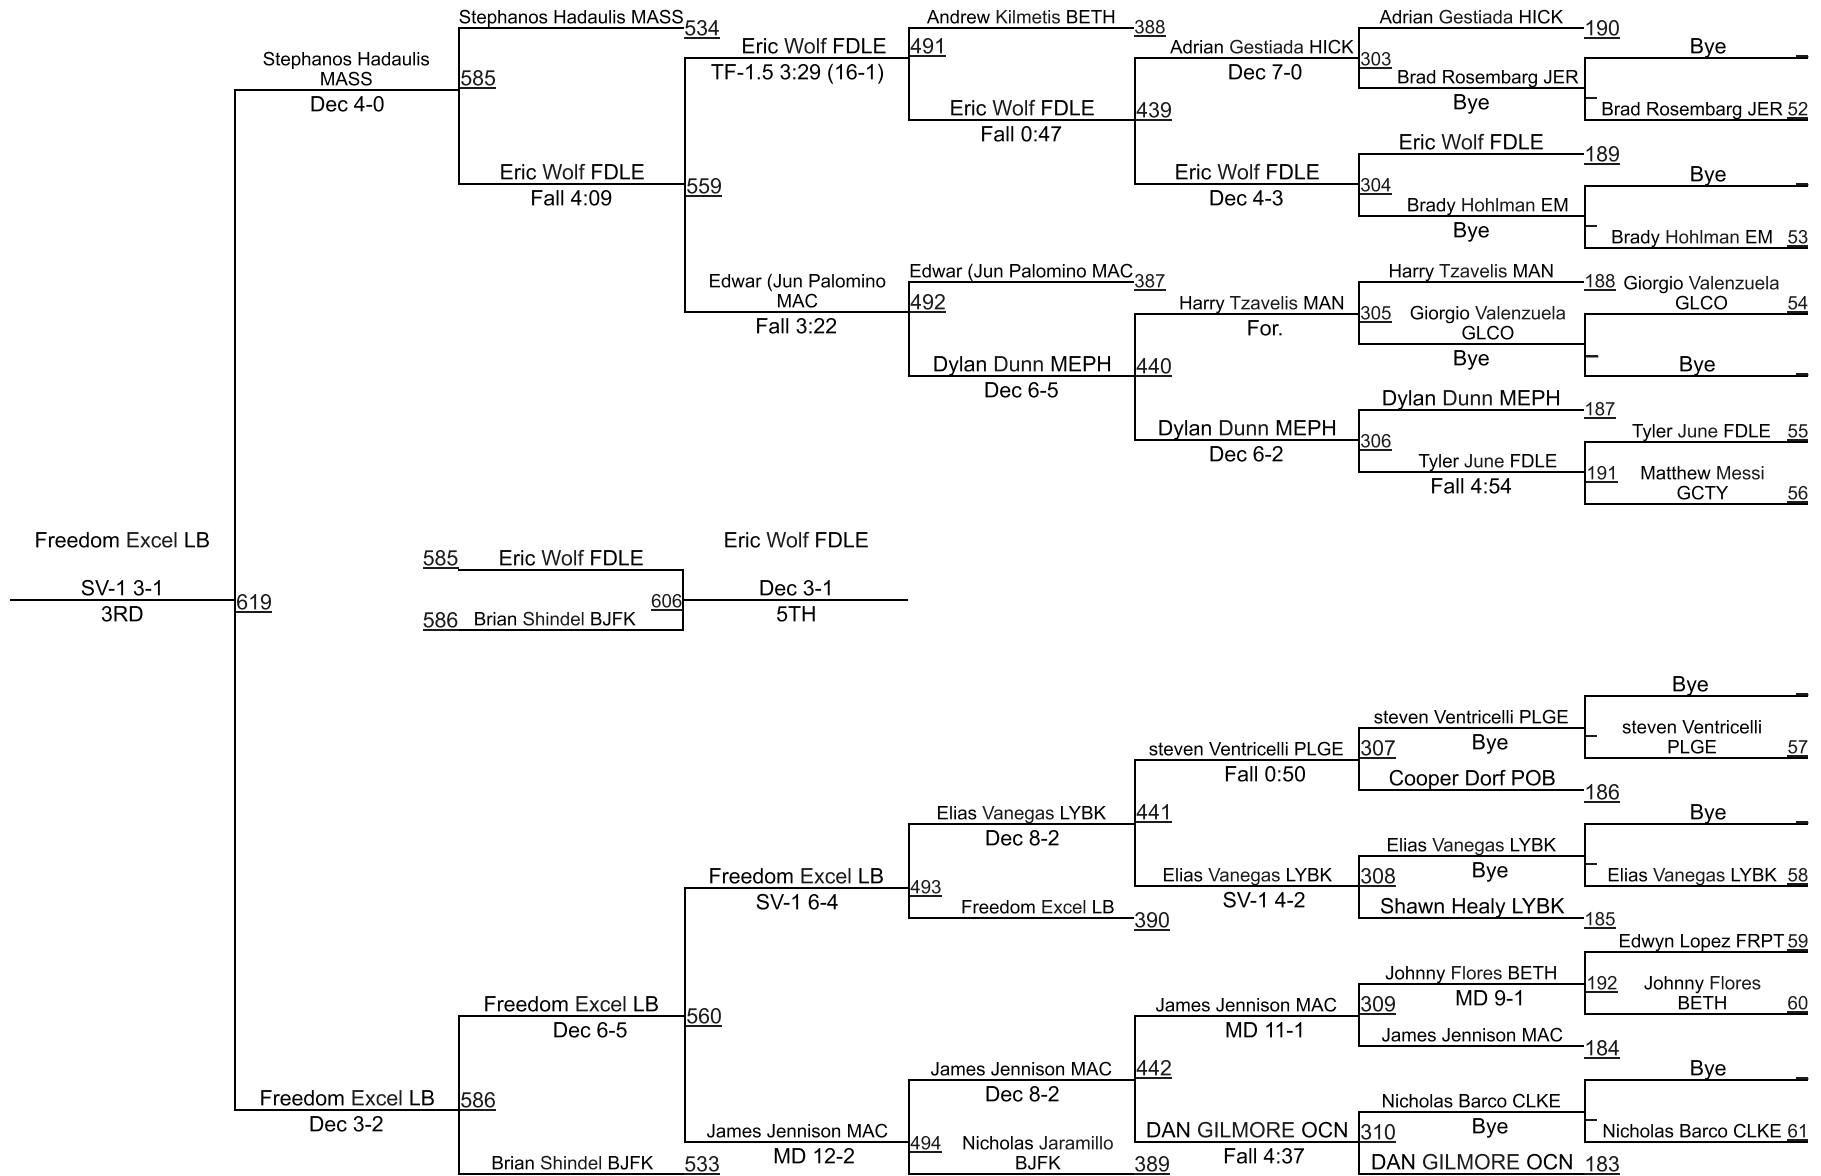 Stephanos Hadaulis MASS
534
Andrew Kilmetis BETH
388
Adrian Gestiada HICK
190
Bye
Stephanos Hadaulis
MASS
Dec 4-0
585
Eric Wolf FDLE
TF-1.5 3:29 (16-1)
491
Adrian Gestiada HICK
Dec 7-0
303
Brad Rosembarg JER
Bye
Brad Rosembarg JER 52
Eric Wolf FDLE
Fall 0:47
439
Eric Wolf FDLE
189
Bye
Eric Wolf FDLE
Fall 4:09
559
Eric Wolf FDLE
Dec 4-3
304
Brady Hohlman EM
Bye
Brady Hohlman EM 53
Edwar (Jun Palomino
MAC
Fall 3:22
Edwar (Jun Palomino MAC
387
492
Harry Tzavelis MAN
188
Giorgio Valenzuela
GLCO 54
Harry Tzavelis MAN
For.
305
Giorgio Valenzuela
GLCO
Bye
Bye
Dylan Dunn MEPH
Dec 6-5
440
Dylan Dunn MEPH
187
Dylan Dunn MEPH
Dec 6-2
306
Tyler June FDLE 55
Tyler June FDLE
Fall 4:54
191
Matthew Messi
GCTY 56
Freedom Excel LB
SV-1 3-1
3RD
619
585
Eric Wolf FDLE
586
Brian Shindel BJFK
606
Eric Wolf FDLE
Dec 3-1
5TH
Bye
steven Ventricelli PLGE
Bye
steven Ventricelli
PLGE 57
steven Ventricelli PLGE
Fall 0:50
307
Cooper Dorf POB
186
Elias Vanegas LYBK
Dec 8-2
441
Bye
Elias Vanegas LYBK
Bye
Elias Vanegas LYBK 58
Freedom Excel LB
SV-1 6-4
493
Elias Vanegas LYBK
SV-1 4-2
308
Freedom Excel LB
390
Shawn Healy LYBK
185
Edwyn Lopez FRPT 59
Johnny Flores BETH
MD 9-1
192
Johnny Flores
BETH 60
Freedom Excel LB
Dec 6-5
560
James Jennison MAC
MD 11-1
309
James Jennison MAC
184
James Jennison MAC
Dec 8-2
442
Bye
Freedom Excel LB
Dec 3-2
586
Nicholas Barco CLKE
Bye
Nicholas Barco CLKE 61
James Jennison MAC
MD 12-2
494
DAN GILMORE OCN
Fall 4:37
310
Brian Shindel BJFK
533
Nicholas Jaramillo
BJFK
389
DAN GILMORE OCN
183